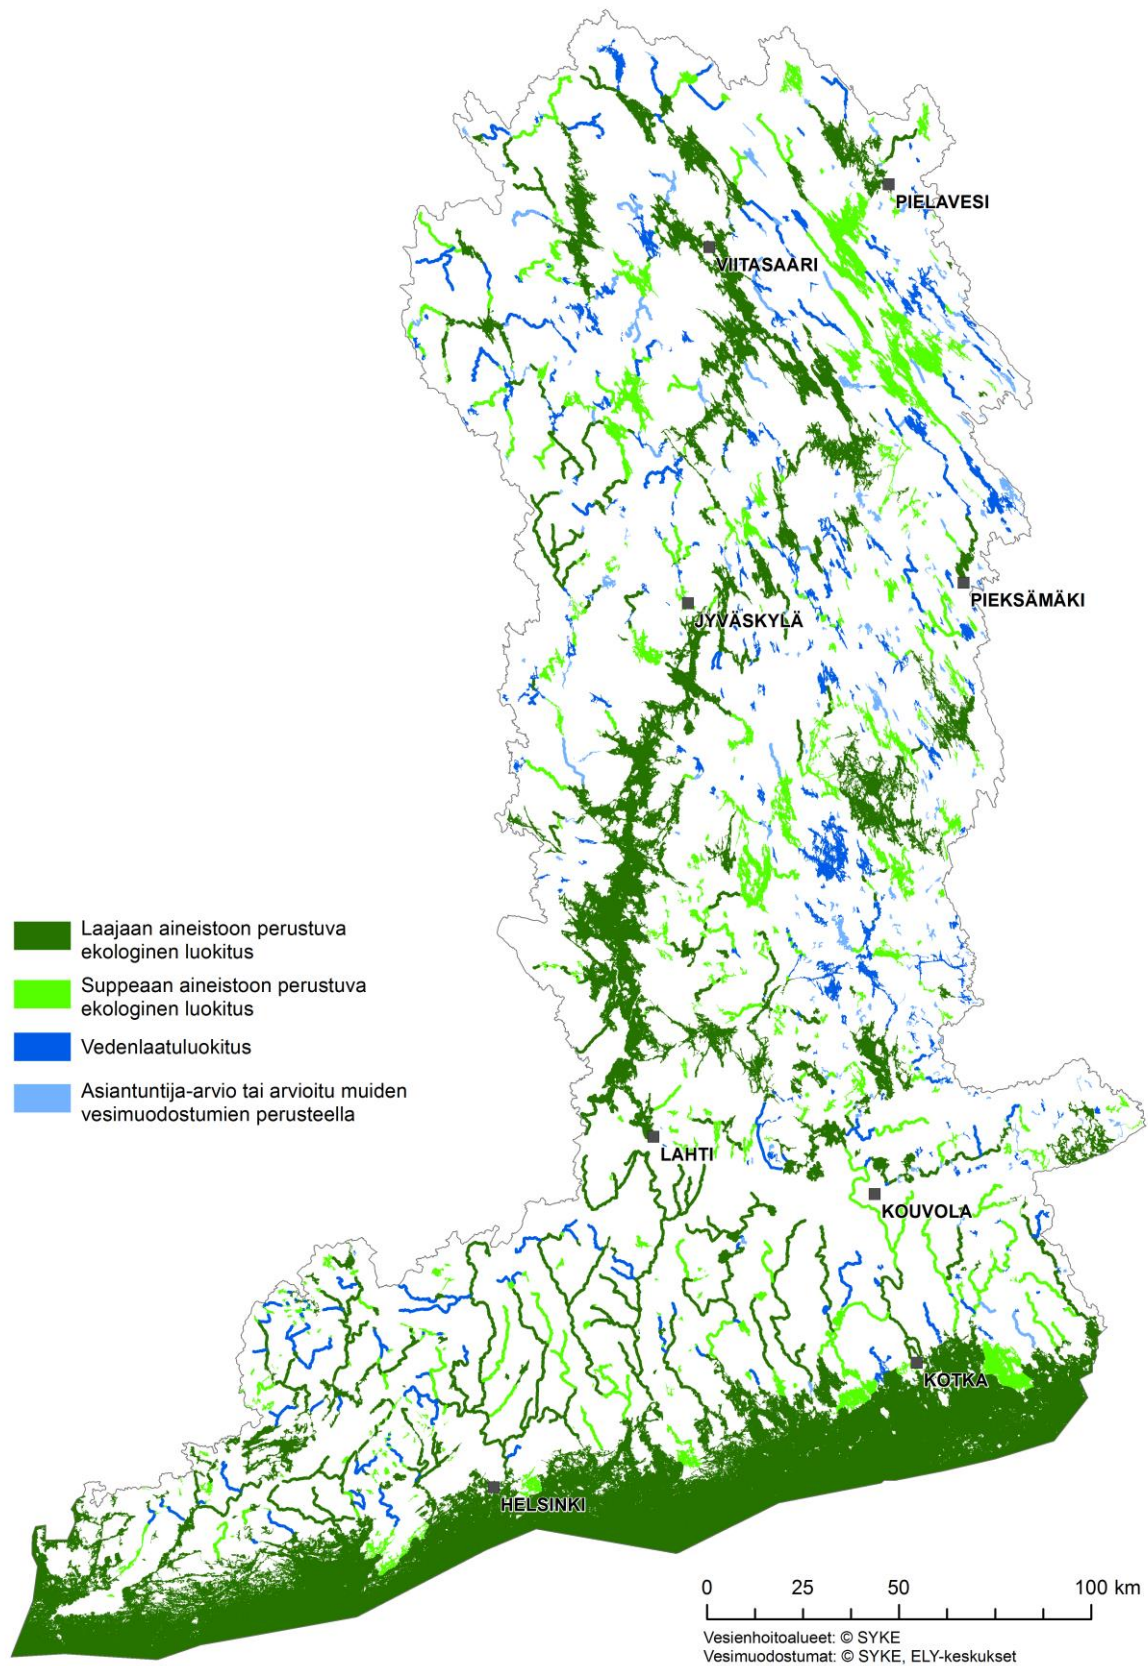 PIELAVESI
VIITASAARI
PIEKSÄMÄKI
JYVÄSKYLÄ
Laajaan aineistoon perustuva
ekologinen luokitus
Suppeaan aineistoon perustuva
ekologinen luokitus
Vedenlaatuluokitus
Asiantuntija-arvio tai arvioitu muiden
vesimuodostumien perusteella
LAHTI
KOUVOLA
KOTKA
HELSINKI
0 25 50 100 km
Vesienhoitoalueet: © SYKE
Vesimuodostumat: © SYKE, ELY-keskukset